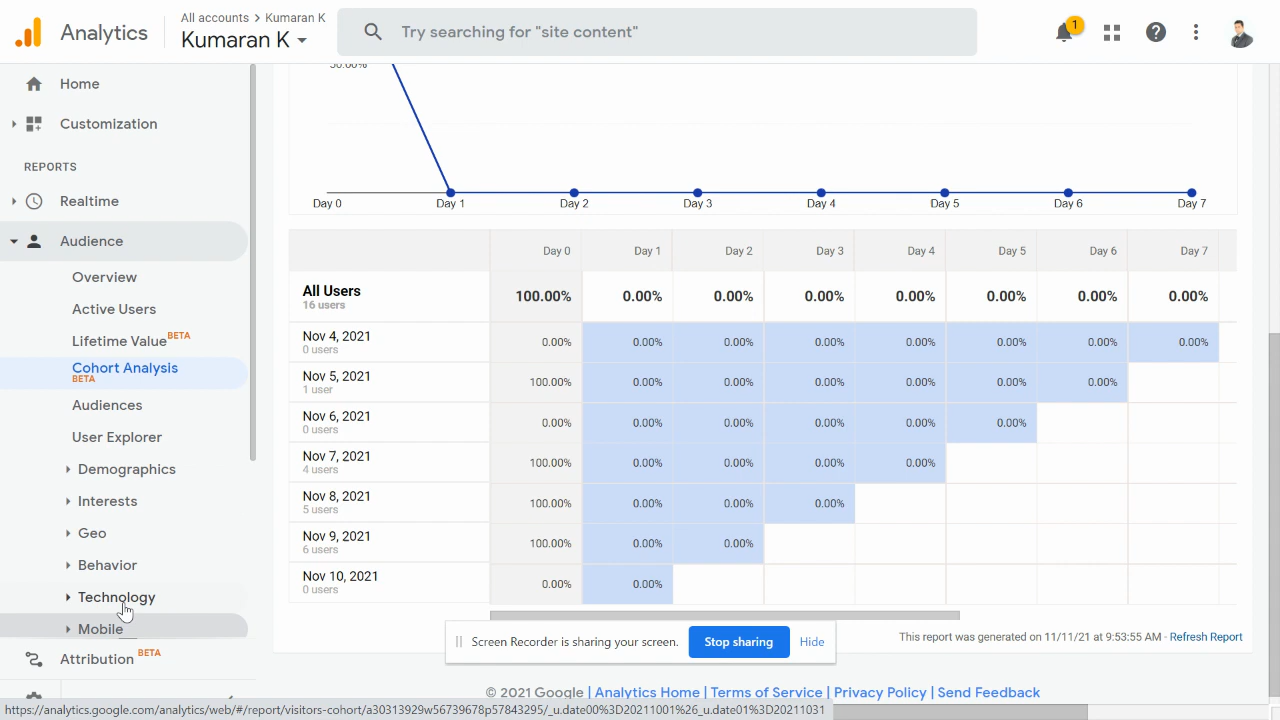 Analytics
All accounts > Kumaran K
Kumaran K
Try searching for "site content"
1
Home
Customization
REPORTS
Realtime
Audience
Overview
Active Users
Lifetime Value BETA
Cohort Analysis
BETA
Audiences
User Explorer
Demographics
Interests
Geo
Behavior
Technology
Mobile
Attribution BETA
50.00%
Day 0 Day 1 Day 2 Day 3 Day 4 Day 5 Day 6 Day 7
Day 0 Day 1 Day 2 Day 3 Day 4 Day 5 Day 6 Day 7
All Users
16 users
100.00% 0.00% 0.00% 0.00% 0.00% 0.00% 0.00% 0.00%
Nov 4, 2021
0 users
0.00% 0.00% 0.00% 0.00% 0.00% 0.00% 0.00% 0.00%
Nov 5, 2021
1 user
100.00% 0.00% 0.00% 0.00% 0.00% 0.00% 0.00%
Nov 6, 2021
0 users
0.00% 0.00% 0.00% 0.00% 0.00% 0.00%
Nov 7, 2021
4 users
100.00% 0.00% 0.00% 0.00% 0.00%
Nov 8, 2021
5 users
100.00% 0.00% 0.00% 0.00%
Nov 9, 2021
6 users
100.00% 0.00% 0.00%
Nov 10, 2021
0 users
0.00% 0.00%
Screen Recorder is sharing your screen. Stop sharing Hide
This report was generated on 11/11/21 at 9:53:55 AM - Refresh Report
© 2021 Google | Analytics Home | Terms of Service | Privacy Policy | Send Feedback
https://analytics.google.com/analytics/web/#/report/visitors-cohort/a30313929w56739678p57843295/_u.date00%3D20211001%26_u.date01%3D20211031